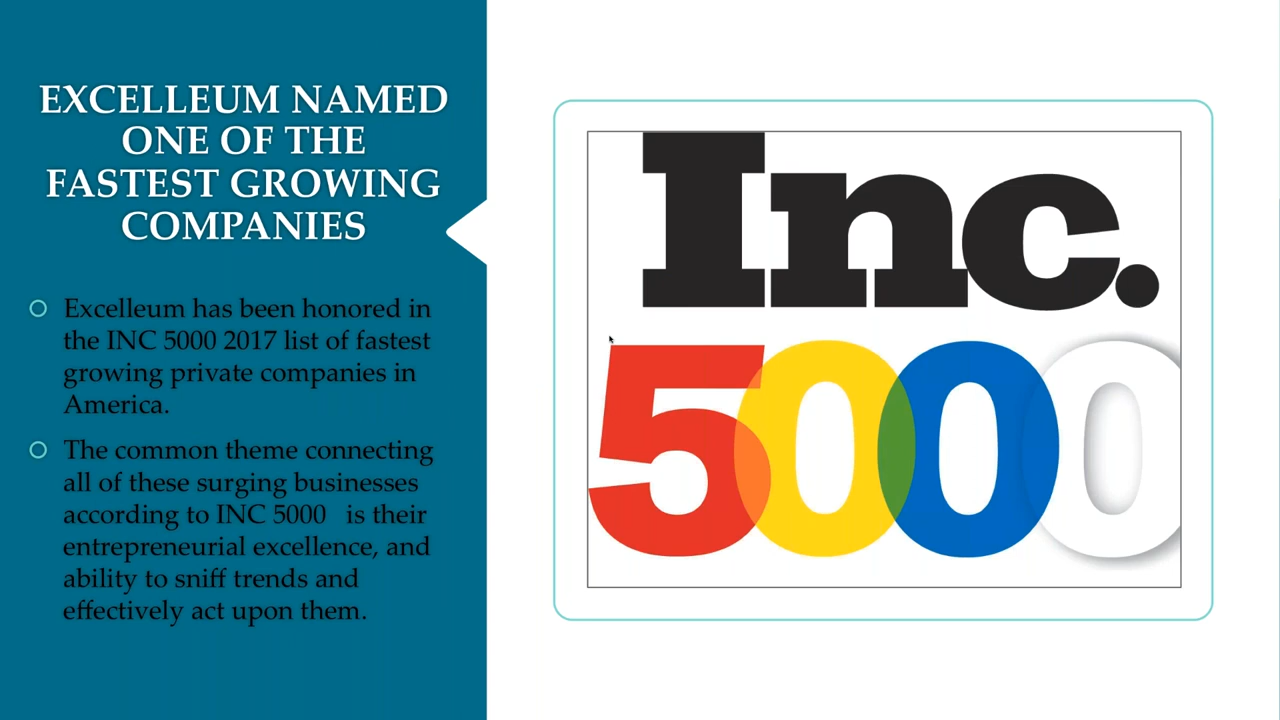 EXCELLEUM NAMED
ONE OF THE
FASTEST GROWING
COMPANIES
Excelleum has been honored in
the INC 5000 2017 list of fastest
growing private companies in
America.
The common theme connecting
all of these surging businesses
according to INC 5000   is their
entrepreneurial excellence, and
ability to sniff trends and
effectively act upon them.
Inc.
5000